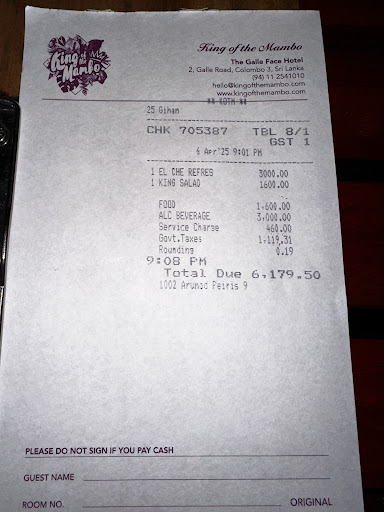 King of the Mambo
King of the Mambo
The Galle Face Hotel
2, Galle Road, Colombo 3, Sri Lanka
(94) 11 2541010
hello@kingofthemambo.com
www.kingofthemambo.com
** KOTM **
25 Gihan
CHK 705387 TBL 8/1
GST 1
6 Apr'25 9:01 PM
1 EL CHE REFRES 3000.00
1 KING SALAD 1600.00
FOOD 1,600.00
ALC BEVERAGE 3,000.00
Service Charge 460.00
Govt.Taxes 1,119.31
Rounding 0.19
9:08 PM
Total Due 6,179.50
1002 Arunod Peiris 9
PLEASE DO NOT SIGN IF YOU PAY CASH
GUEST NAME
ROOM NO. ORIGINAL